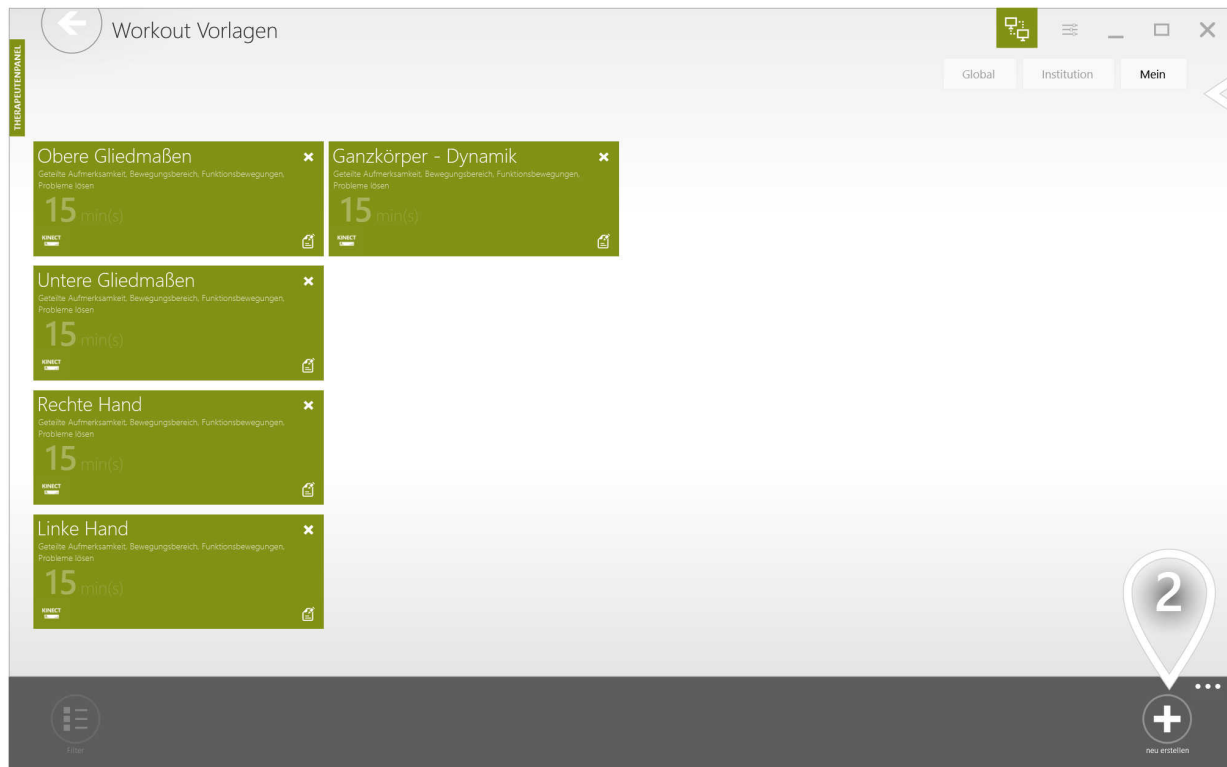 Workout Vorlagen
THERAPEUTENPANEL
Global
Institution
Mein
Obere Gliedmaßen
Geteilte Aufmerksamkeit, Bewegungsbereich, Funktionsbewegungen,
Probleme lösen
15 min(s)
KINECT
Ganzkörper - Dynamik
Geteilte Aufmerksamkeit, Bewegungsbereich, Funktionsbewegungen,
Probleme lösen
15 min(s)
KINECT
Untere Gliedmaßen
Geteilte Aufmerksamkeit, Bewegungsbereich, Funktionsbewegungen,
Probleme lösen
15 min(s)
KINECT
Rechte Hand
Geteilte Aufmerksamkeit, Bewegungsbereich, Funktionsbewegungen,
Probleme lösen
15 min(s)
KINECT
Linke Hand
Geteilte Aufmerksamkeit, Bewegungsbereich, Funktionsbewegungen,
Probleme lösen
15 min(s)
KINECT
2
Filter
neu erstellen